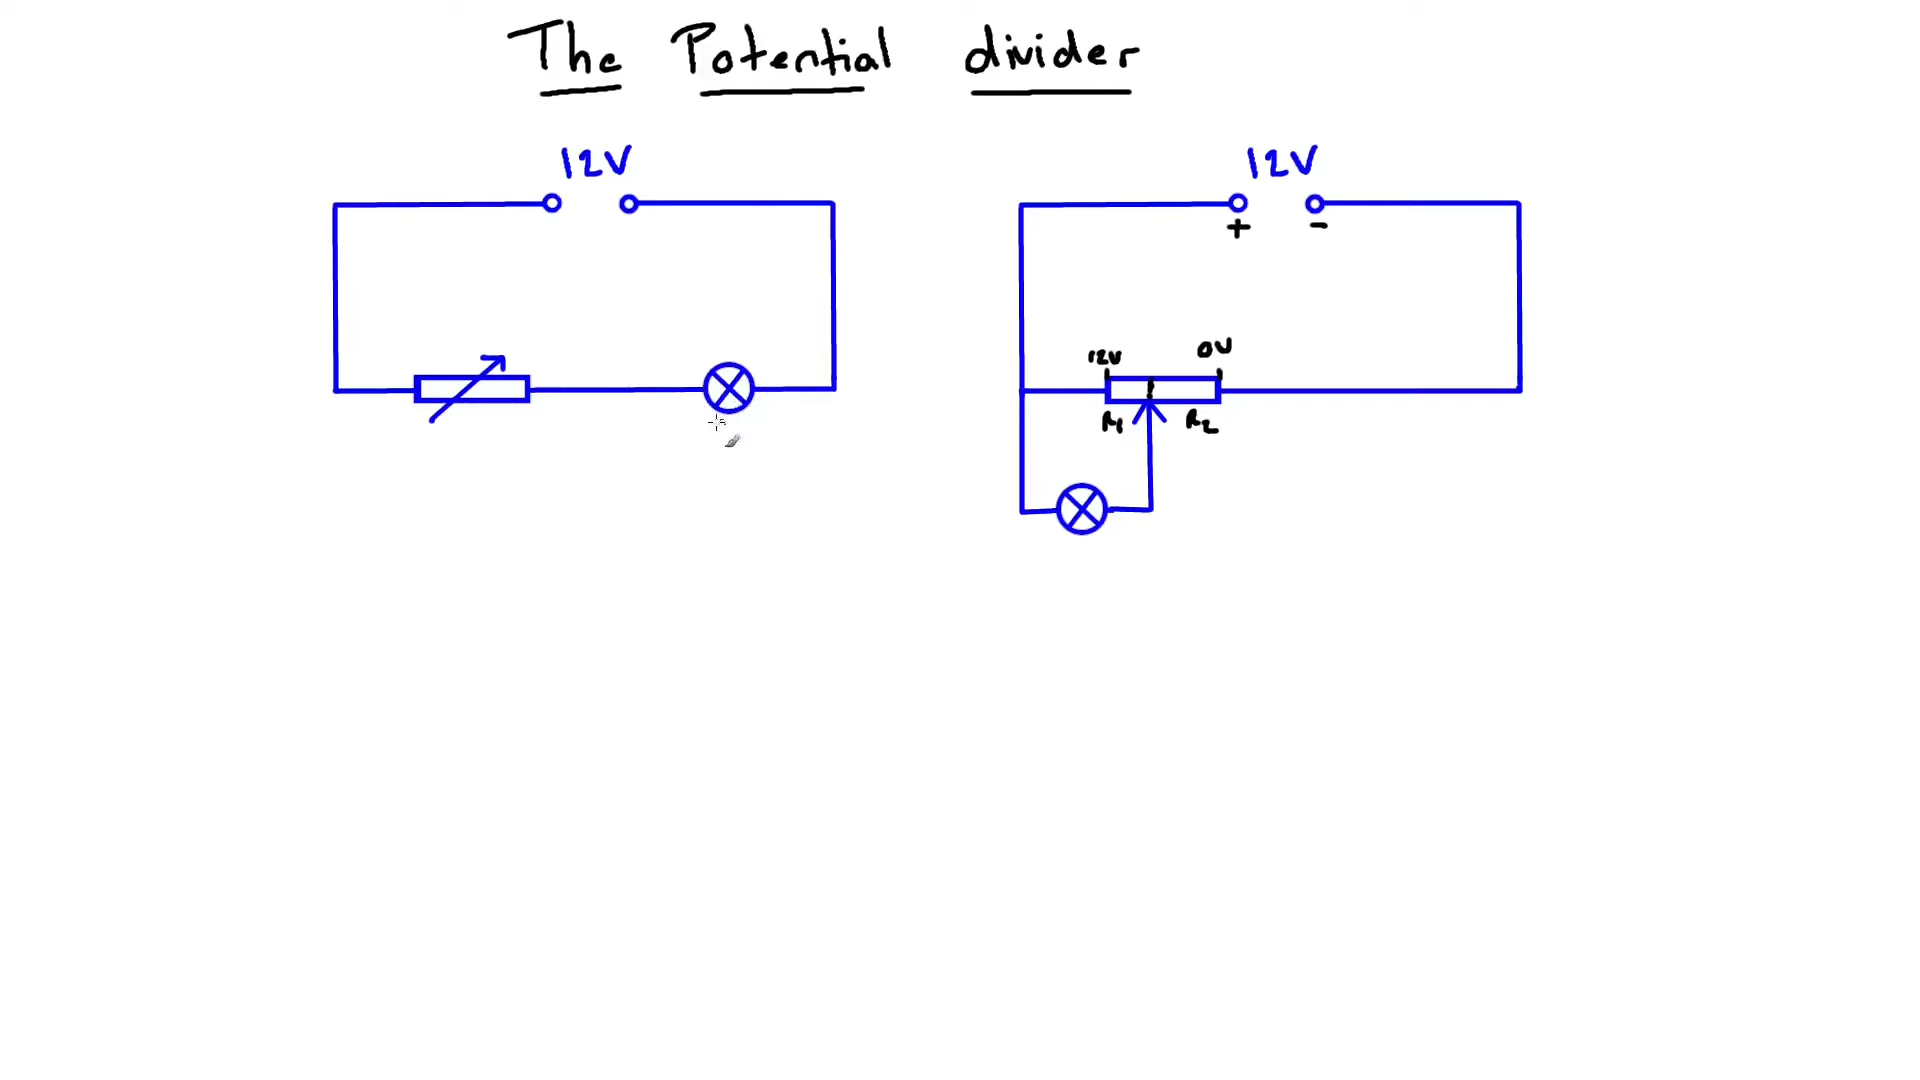 The Potential divider
12V
12V
+ -
12V 0V
R1 R2